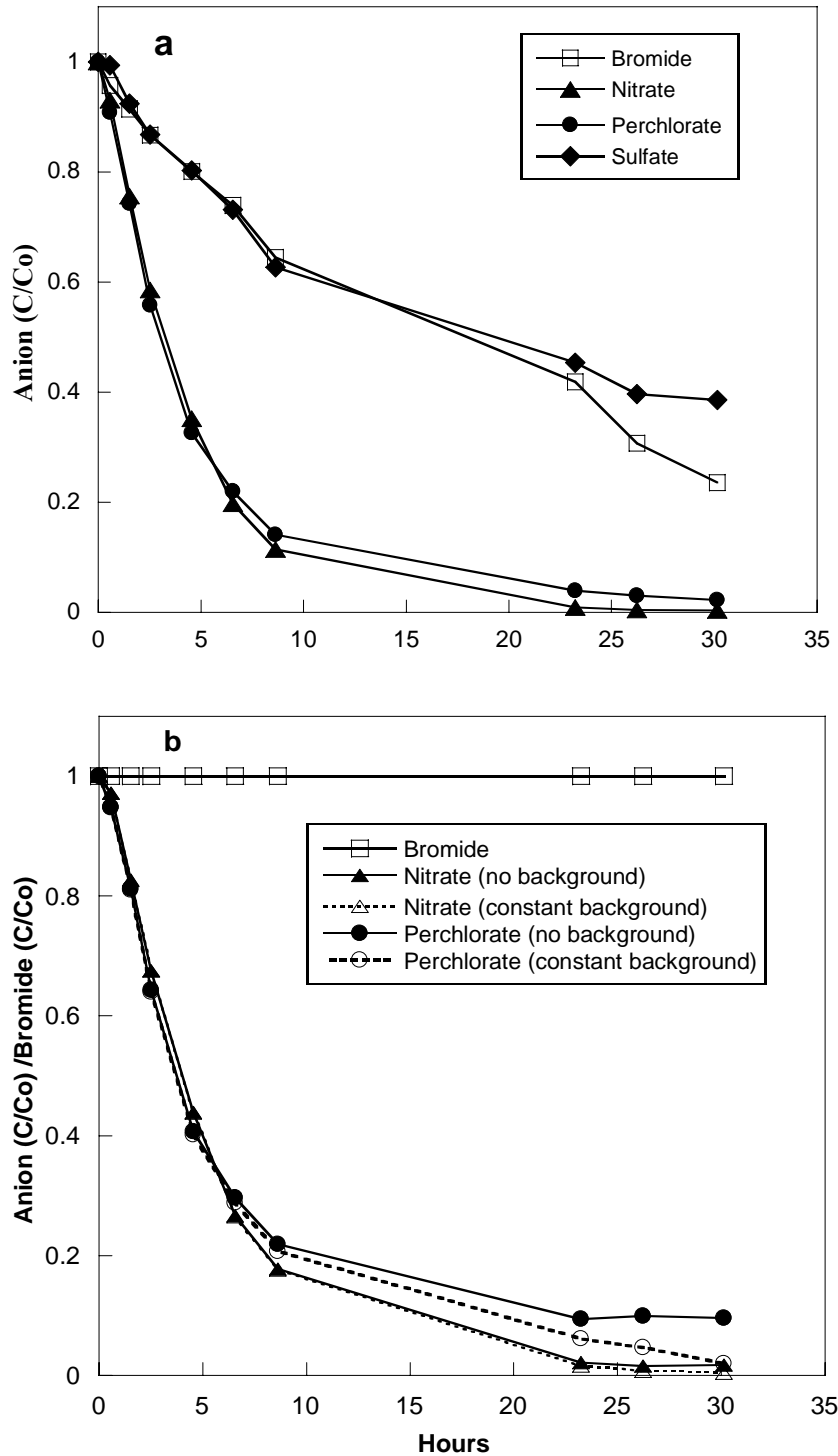 a
Bromide
Nitrate
Perchlorate
Sulfate
1
0.8
0.6
0.4
0.2
0
Anion (C/Co)
0 5 10 15 20 25 30 35
b
Bromide
Nitrate (no background)
Nitrate (constant background)
Perchlorate (no background)
Perchlorate (constant background)
1
0.8
0.6
0.4
0.2
0
Anion (C/Co) /Bromide (C/Co)
0 5 10 15 20 25 30 35
Hours